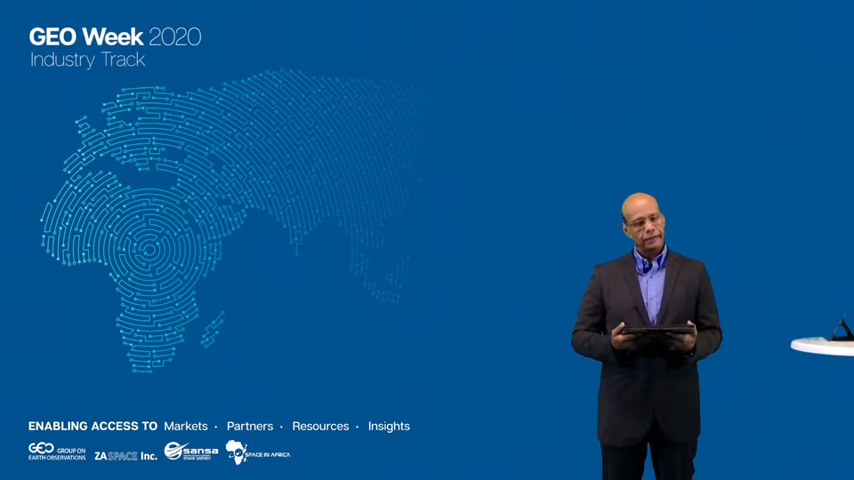 GEO Week 2020
Industry Track
ENABLING ACCESS TO Markets · Partners · Resources · Insights
GEO GROUP ON
EARTH OBSERVATIONS
ZASPACE Inc.
sansa
SPACE IN AFRICA